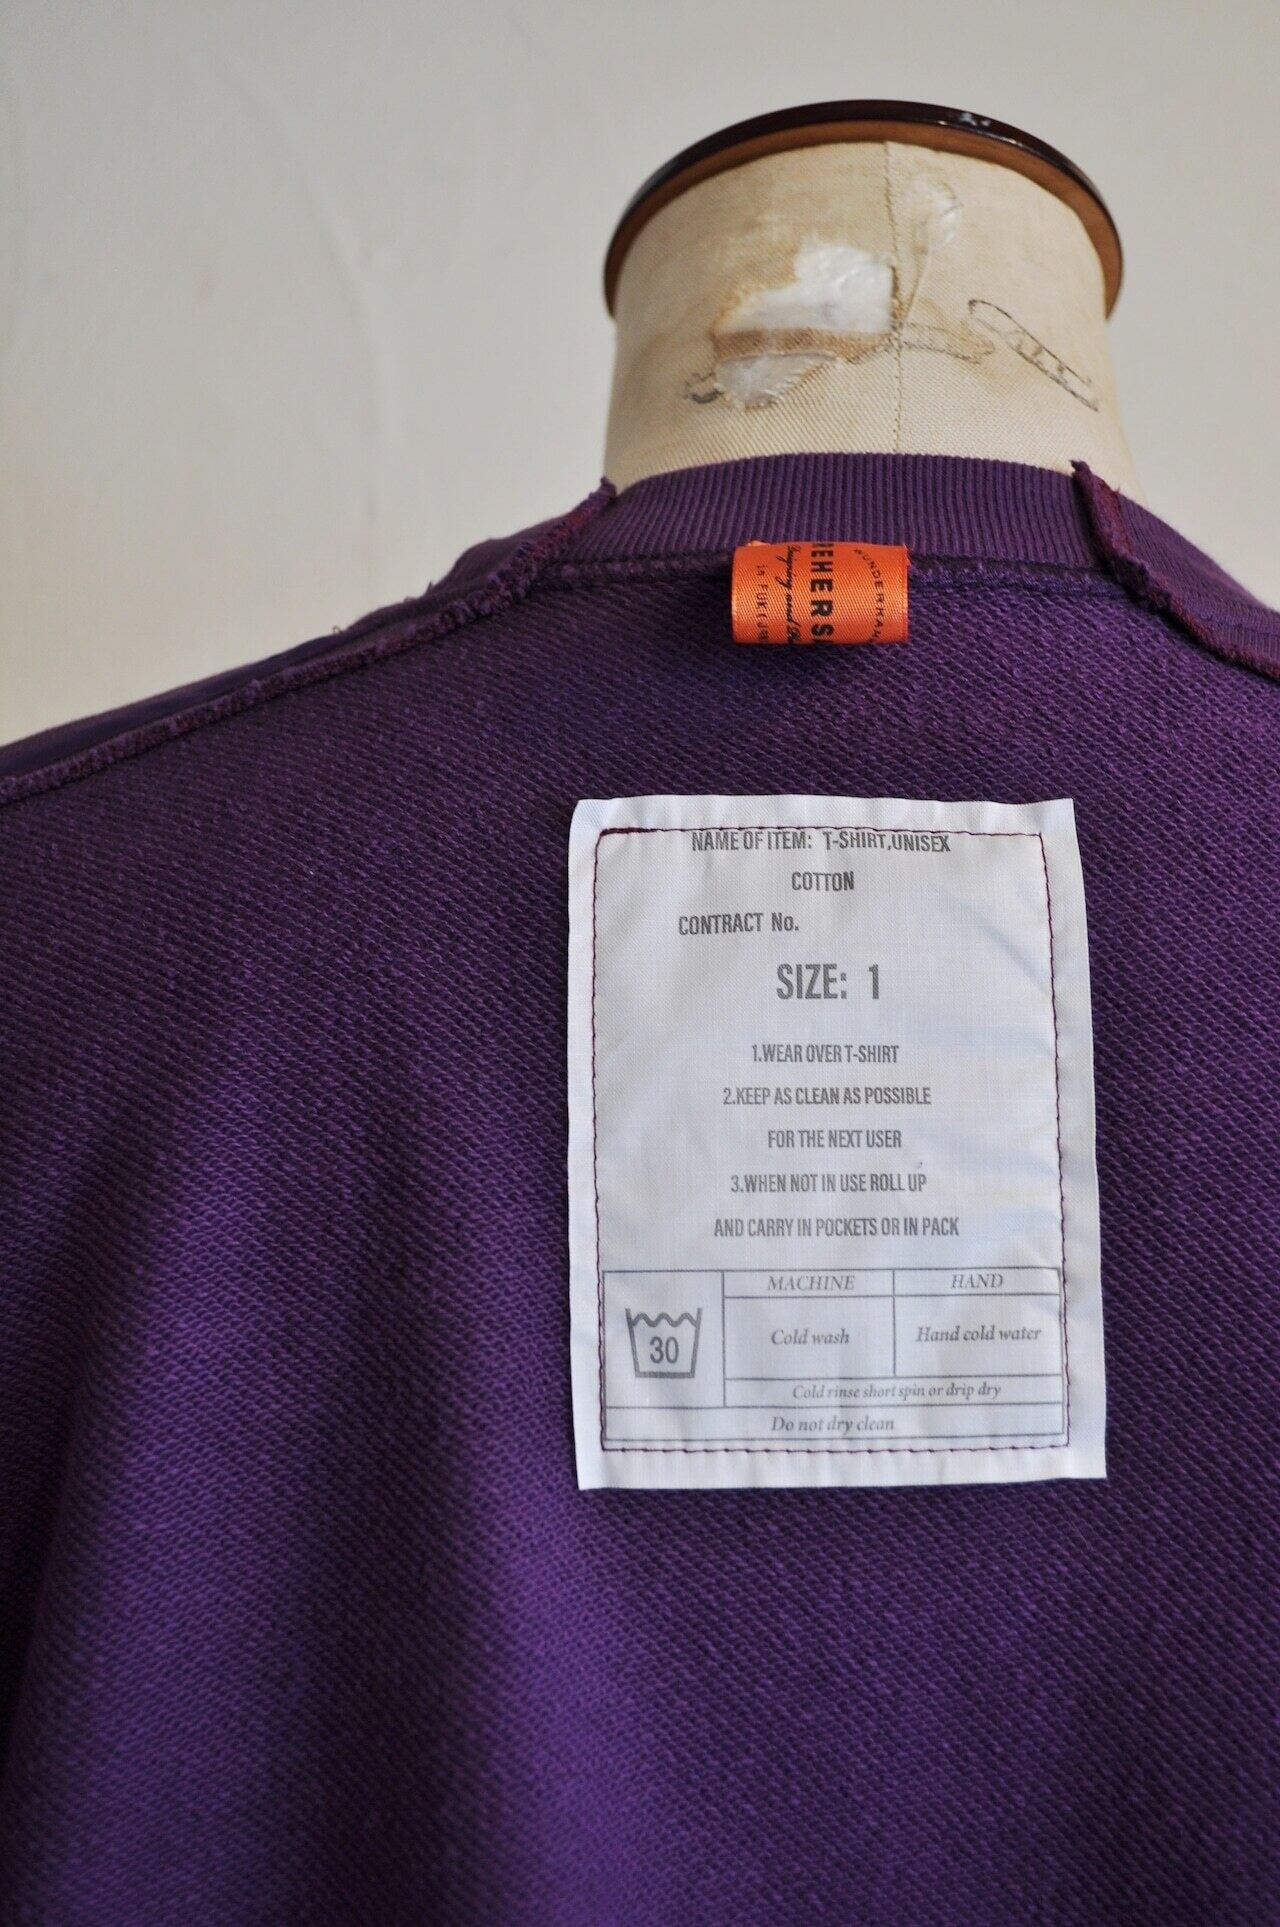 WUNDERKA
in FUKUI
NAME OF ITEM: T-SHIRT,UNISEX
COTTON
CONTRACT No.
SIZE: 1
1.WEAR OVER T-SHIRT
2.KEEP AS CLEAN AS POSSIBLE
FOR THE NEXT USER
3.WHEN NOT IN USE ROLL UP
AND CARRY IN POCKETS OR IN PACK
MACHINE HAND
30 Cold wash Hand cold water
Cold rinse short spin or drip dry
Do not dry clean